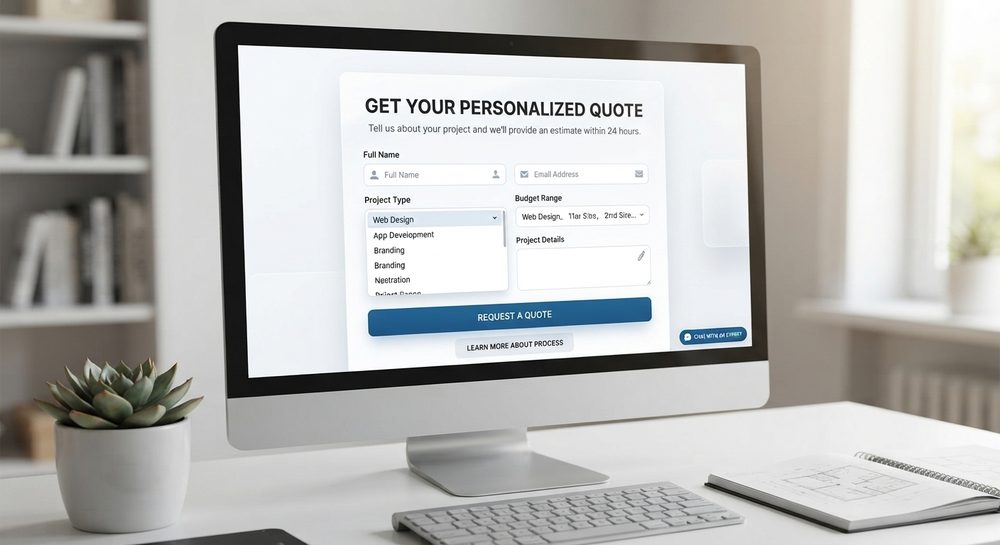 GET YOUR PERSONALIZED QUOTE
Tell us about your project and we'll provide an estimate within 24 hours.
Full Name
Full Name
Email Address
Project Type
Budget Range
Web Design
Web Design,
App Development
Branding
Project Details
Branding
REQUEST A QUOTE
LEARN MORE ABOUT PROCESS